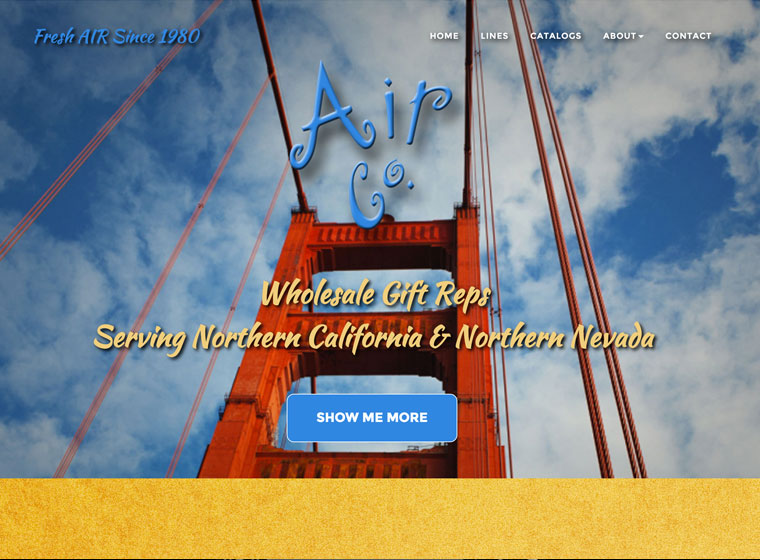 Fresh AIR Since 1980
HOME LINES CATALOGS ABOUT CONTACT
Air
Co.
Wholesale Gift Reps
Serving Northern California & Northern Nevada
SHOW ME MORE